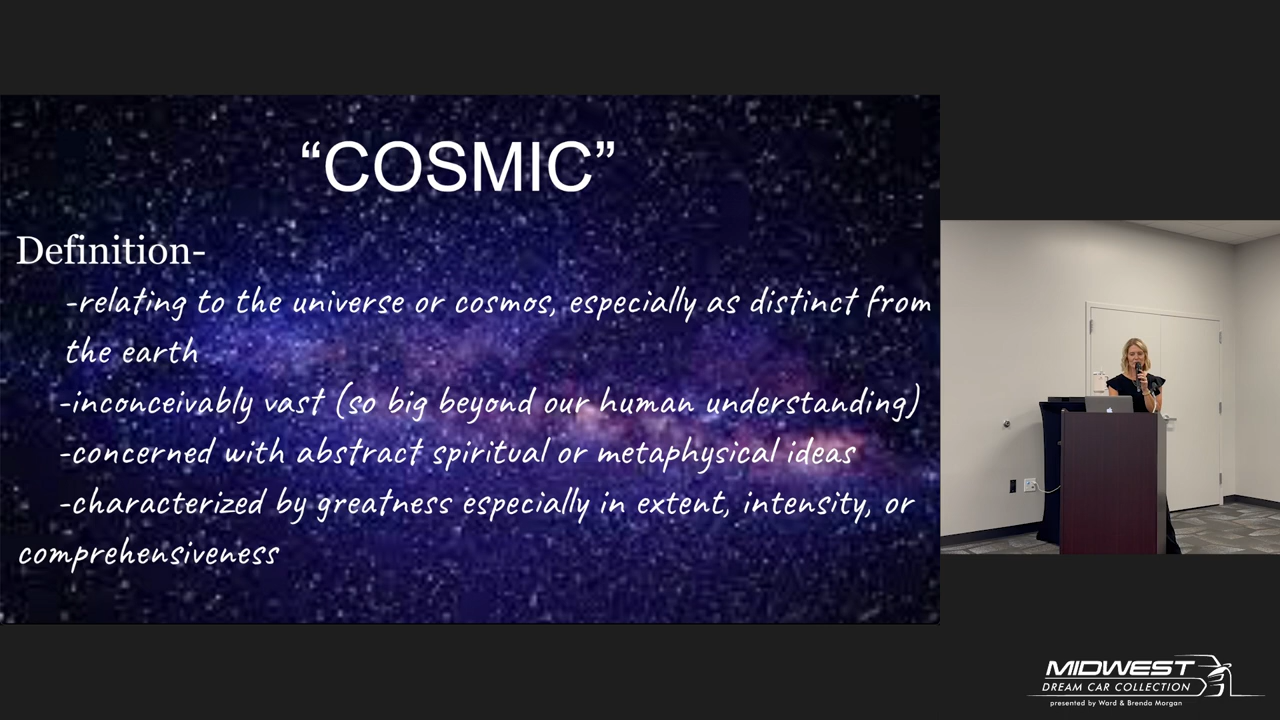 “COSMIC”
Definition-
-relating to the universe or cosmos, especially as distinct from
the earth
-inconceivably vast (so big beyond our human understanding)
-concerned with abstract spiritual or metaphysical ideas
-characterized by greatness especially in extent, intensity, or
comprehensiveness
MIDWEST
DREAM CAR COLLECTION
presented by Ward & Brenda Morgan